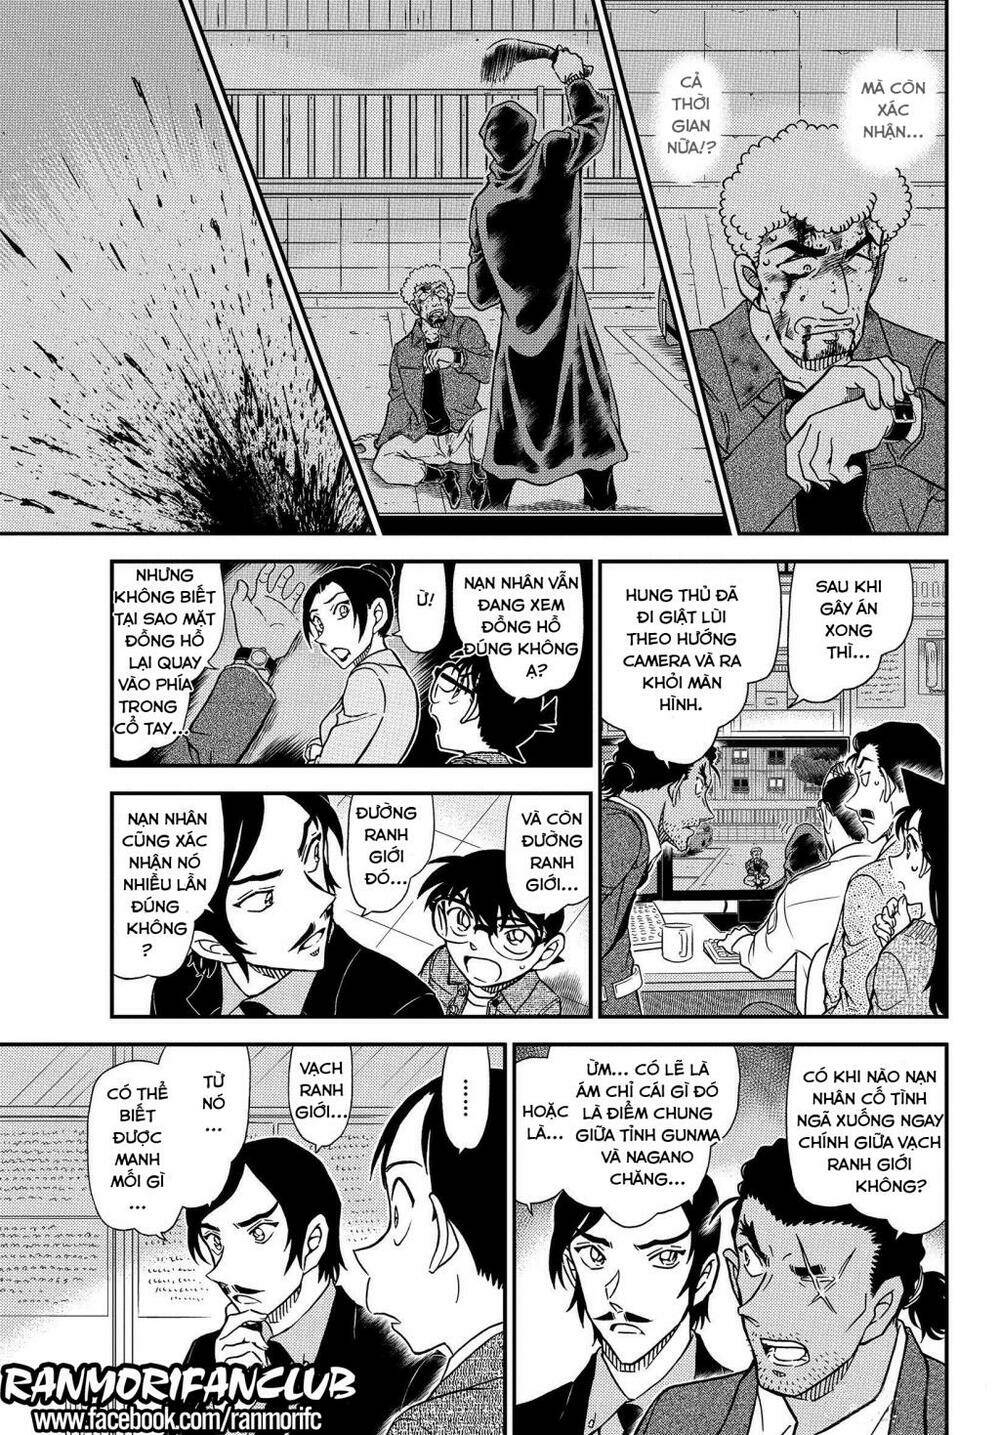 MÀ CÒN
XÁC
NHẬN...
CẢ
THỜI
GIAN
NỮA!?
SAU KHI
GÂY ÁN
XONG
THÌ...
HUNG THỦ ĐÃ
ĐI GIẬT LÙI
THEO HƯỚNG
CAMERA VÀ RA
KHỎI MÀN
HÌNH.
NẠN NHÂN VẪN
ĐANG XEM
ĐỒNG HỒ
ĐÚNG KHÔNG
Ạ?
Ừ!
NHƯNG
KHÔNG BIẾT
TẠI SAO MẶT
ĐỒNG HỒ
LẠI QUAY
VÀO PHÍA
TRONG
CỔ TAY...
VÀ CÒN
ĐƯỜNG
RANH
GIỚI...
ĐƯỜNG
RANH
GIỚI
ĐÓ...
NẠN NHÂN
CŨNG XÁC
NHẬN NÓ
NHIỀU LẦN
ĐÚNG
KHÔNG
?
CÓ KHI NÀO NẠN
NHÂN CỐ TÌNH
NGÃ XUỐNG NGAY
CHÍNH GIỮA VẠCH
RANH GIỚI
KHÔNG?
ỪM... CÓ LẼ LÀ
ÁM CHỈ CÁI GÌ ĐÓ
LÀ ĐIỂM CHUNG
GIỮA TỈNH GUNMA
VÀ NAGANO
CHĂNG...
HOẶC
LÀ...
......
VẠCH
RANH
GIỚI...
TỪ
NÓ
...
CÓ THỂ
BIẾT
ĐƯỢC
MANH
MỐI GÌ
...
RANMORIFANCLUB
www.facebook.com/ranmorifc